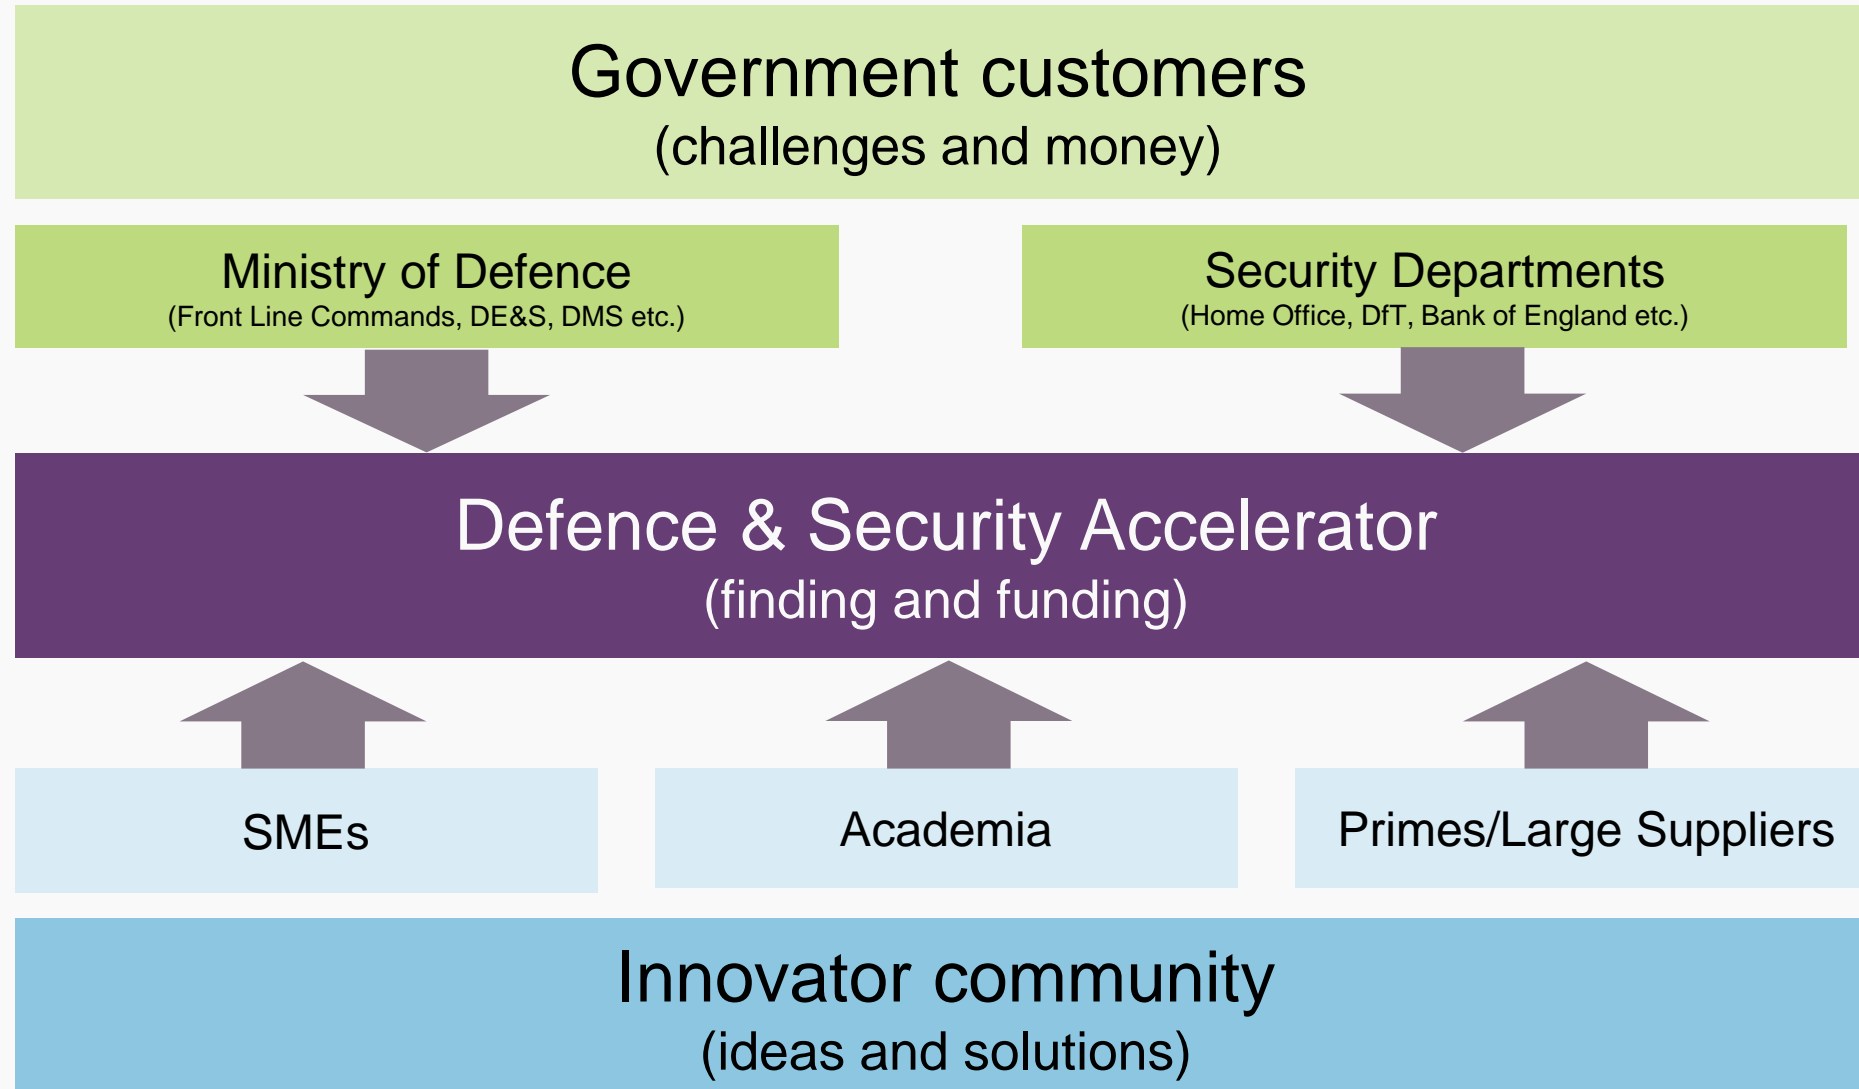 Government customers
(challenges and money)
Ministry of Defence
(Front Line Commands, DE&S, DMS etc.)
Security Departments
(Home Office, DfT, Bank of England etc.)
Defence & Security Accelerator
(finding and funding)
SMEs
Academia
Primes/Large Suppliers
Innovator community
(ideas and solutions)